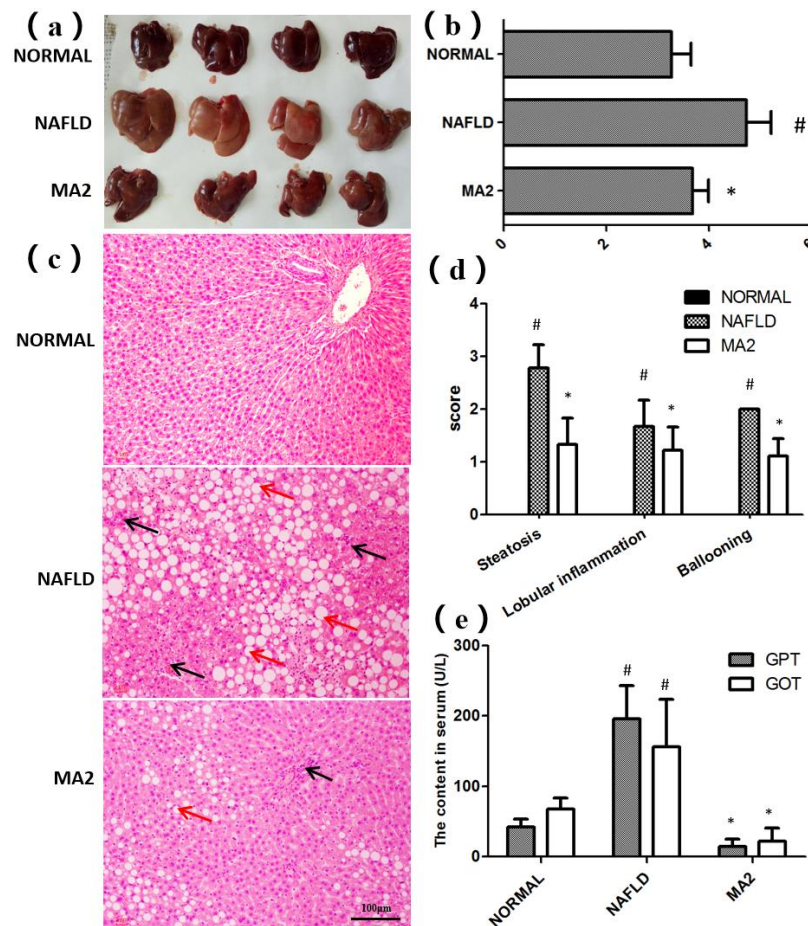 ( a )
NORMAL
NAFLD
MA2
( b )
NORMAL
NAFLD
MA2
#
*
0
2
4
6
( c )
NORMAL
NAFLD
MA2
100μm
( d )
NORMAL
NAFLD
MA2
score
4
3
2
1
0
#
*
#
*
#
*
Steatosis
Lobular inflammation
Ballooning
( e )
GPT
GOT
The content in serum (U/L)
300
200
100
0
#
#
*
*
NORMAL
NAFLD
MA2